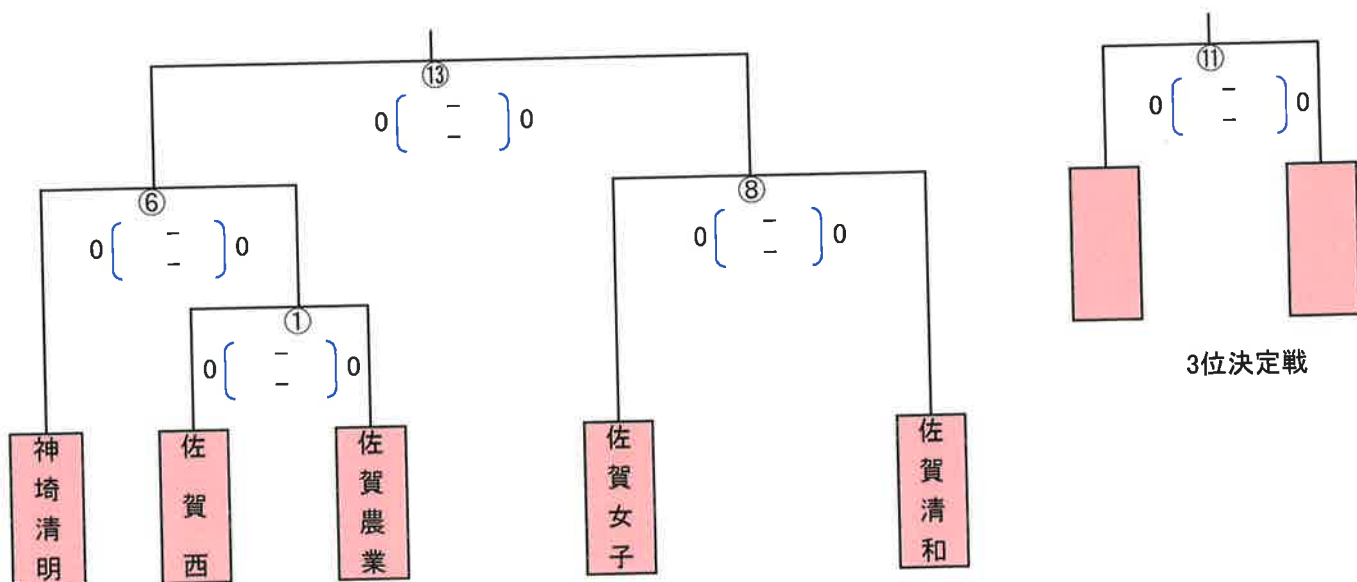 ⑬
0 [ - - ] 0
⑪
0 [ - - ] 0
⑥
0 [ - - ] 0
⑧
0 [ - - ] 0
①
0 [ - - ] 0
3位決定戦
神埼清明
佐賀西
佐賀農業
佐賀女子
佐賀清和